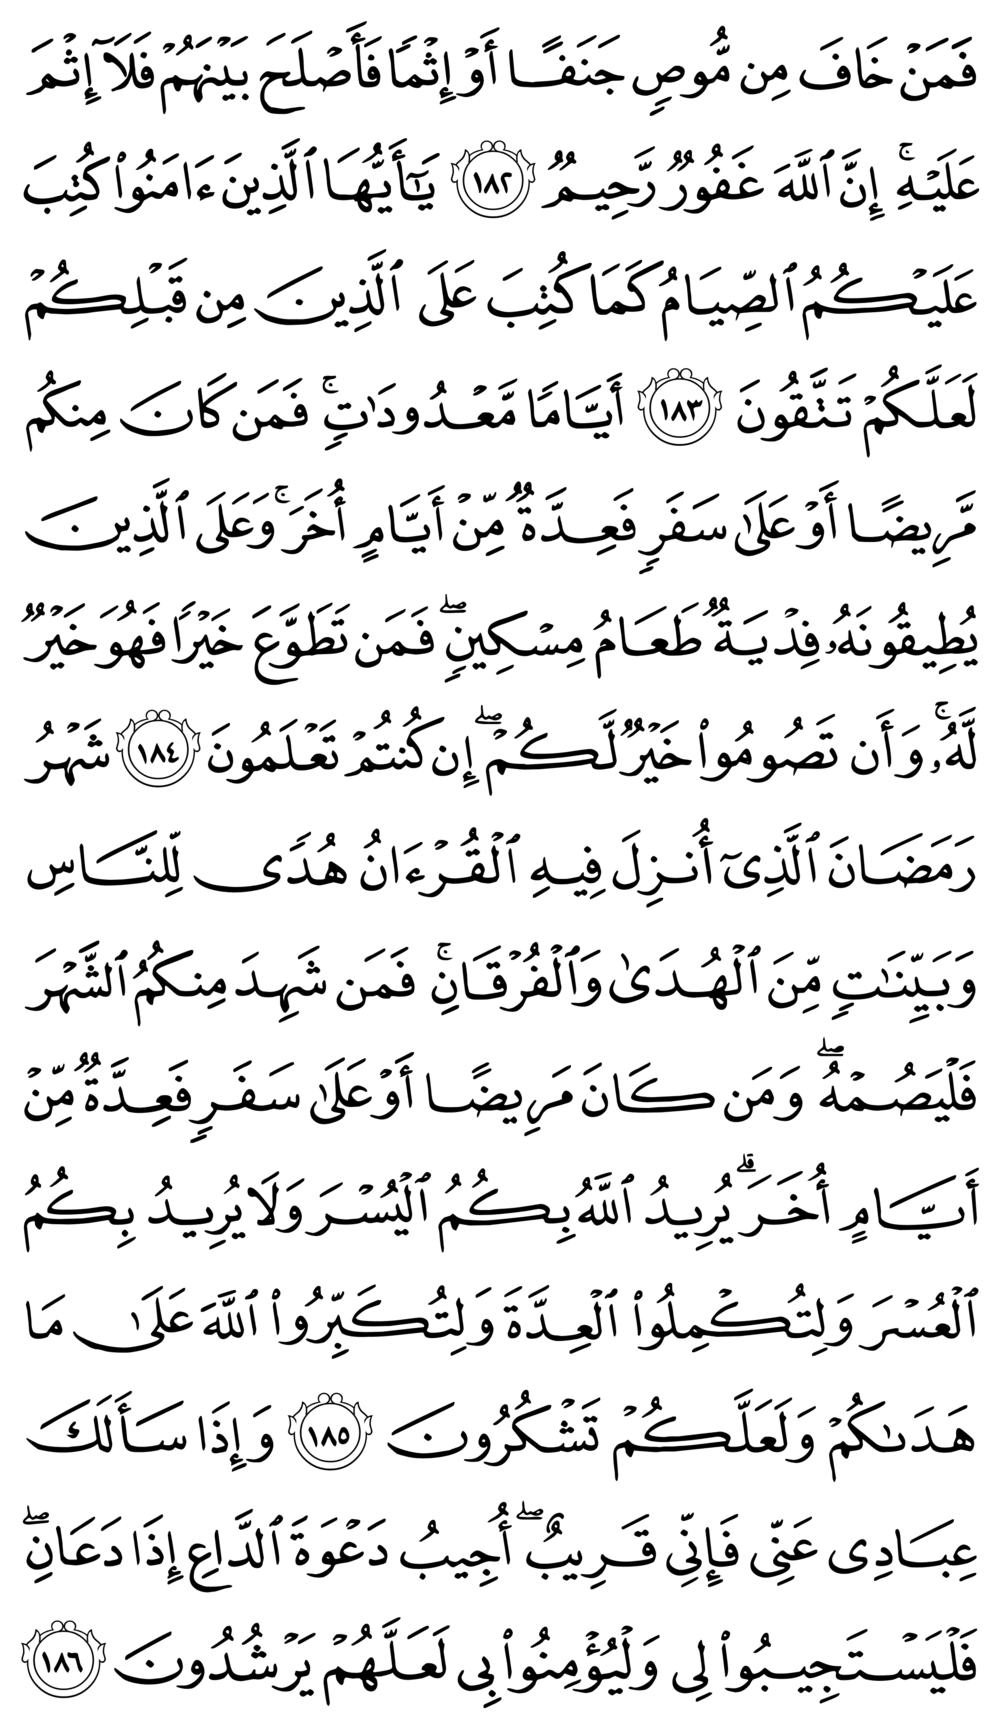 فَمَنْ خَافَ مِن مُّوصٍ جَنَفًا أَوْ إِثْمًا فَأَصْلَحَ بَيْنَهُمْ فَلَآ إِثْمَ
عَلَيْهِ ۚ إِنَّ ٱللَّهَ غَفُورٌ رَّحِيمٌ ١٨٢ يَـٰٓأَيُّهَا ٱلَّذِينَ ءَامَنُوا۟ كُتِبَ
عَلَيْكُمُ ٱلصِّيَامُ كَمَا كُتِبَ عَلَى ٱلَّذِينَ مِن قَبْلِكُمْ
لَعَلَّكُمْ تَتَّقُونَ ١٨٣ أَيَّامًا مَّعْدُودَٰتٍ ۚ فَمَن كَانَ مِنكُم
مَّرِيضًا أَوْ عَلَىٰ سَفَرٍ فَعِدَّةٌ مِّنْ أَيَّامٍ أُخَرَ ۚ وَعَلَى ٱلَّذِينَ
يُطِيقُونَهُۥ فِدْيَةٌ طَعَامُ مِسْكِينٍ ۖ فَمَن تَطَوَّعَ خَيْرًا فَهُوَ خَيْرٌ
لَّهُۥ ۚ وَأَن تَصُومُوا۟ خَيْرٌ لَّكُمْ ۖ إِن كُنتُمْ تَعْلَمُونَ ١٨٤ شَهْرُ
رَمَضَانَ ٱلَّذِىٓ أُنزِلَ فِيهِ ٱلْقُرْءَانُ هُدًى لِّلنَّاسِ
وَبَيِّنَـٰتٍ مِّنَ ٱلْهُدَىٰ وَٱلْفُرْقَانِ ۚ فَمَن شَهِدَ مِنكُمُ ٱلشَّهْرَ
فَلْيَصُمْهُ ۖ وَمَن كَانَ مَرِيضًا أَوْ عَلَىٰ سَفَرٍ فَعِدَّةٌ مِّنْ
أَيَّامٍ أُخَرَ ۗ يُرِيدُ ٱللَّهُ بِكُمُ ٱلْيُسْرَ وَلَا يُرِيدُ بِكُمُ
ٱلْعُسْرَ وَلِتُكْمِلُوا۟ ٱلْعِدَّةَ وَلِتُكَبِّرُوا۟ ٱللَّهَ عَلَىٰ مَا
هَدَىٰكُمْ وَلَعَلَّكُمْ تَشْكُرُونَ ١٨٥ وَإِذَا سَأَلَكَ
عِبَادِى عَنِّى فَإِنِّى قَرِيبٌ ۖ أُجِيبُ دَعْوَةَ ٱلدَّاعِ إِذَا دَعَانِ ۖ
فَلْيَسْتَجِيبُوا۟ لِى وَلْيُؤْمِنُوا۟ بِى لَعَلَّهُمْ يَرْشُدُونَ ١٨٦